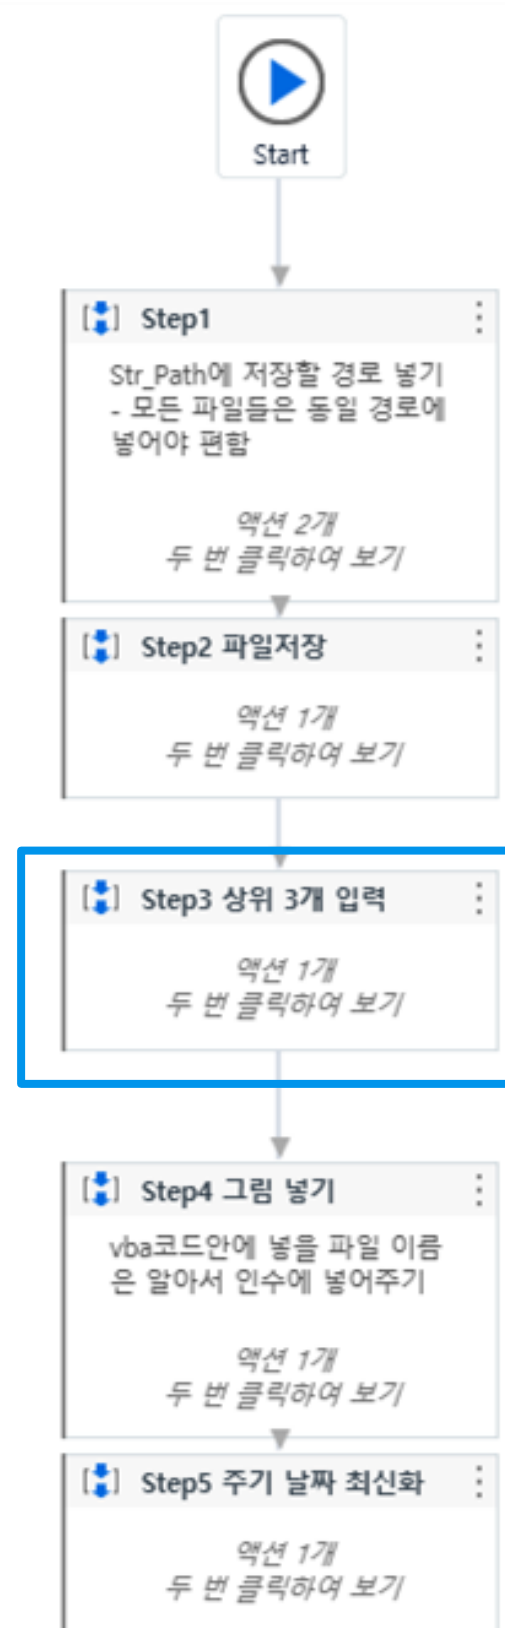 Start
Step1
Str_Path에 저장할 경로 넣기
- 모든 파일들은 동일 경로에
넣어야 편함
액션 2개
두 번 클릭하여 보기
Step2 파일저장
액션 1개
두 번 클릭하여 보기
Step3 상위 3개 입력
액션 1개
두 번 클릭하여 보기
Step4 그림 넣기
vba코드안에 넣을 파일 이름
은 알아서 인수에 넣어주기
액션 1개
두 번 클릭하여 보기
Step5 주기 날짜 최신화
액션 1개
두 번 클릭하여 보기